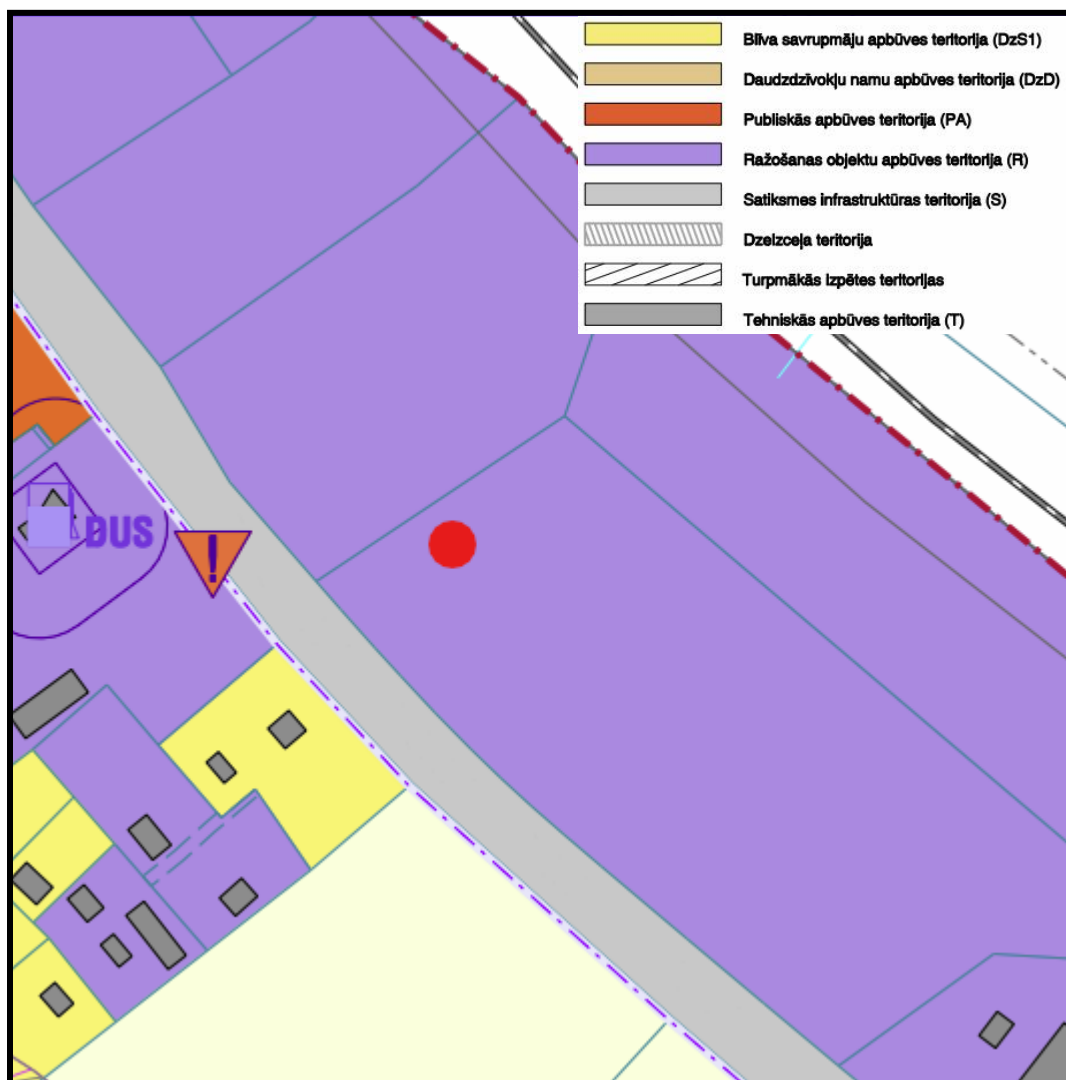 Blīva savrupmāju apbūves teritorija (DzS1)
Daudzdzīvokļu namu apbūves teritorija (DzD)
Publiskās apbūves teritorija (PA)
Ražošanas objektu apbūves teritorija (R)
Satiksmes infrastruktūras teritorija (S)
Dzelzceļa teritorija
Turpmākās izpētes teritorijas
Tehniskās apbūves teritorija (T)
DUS
!